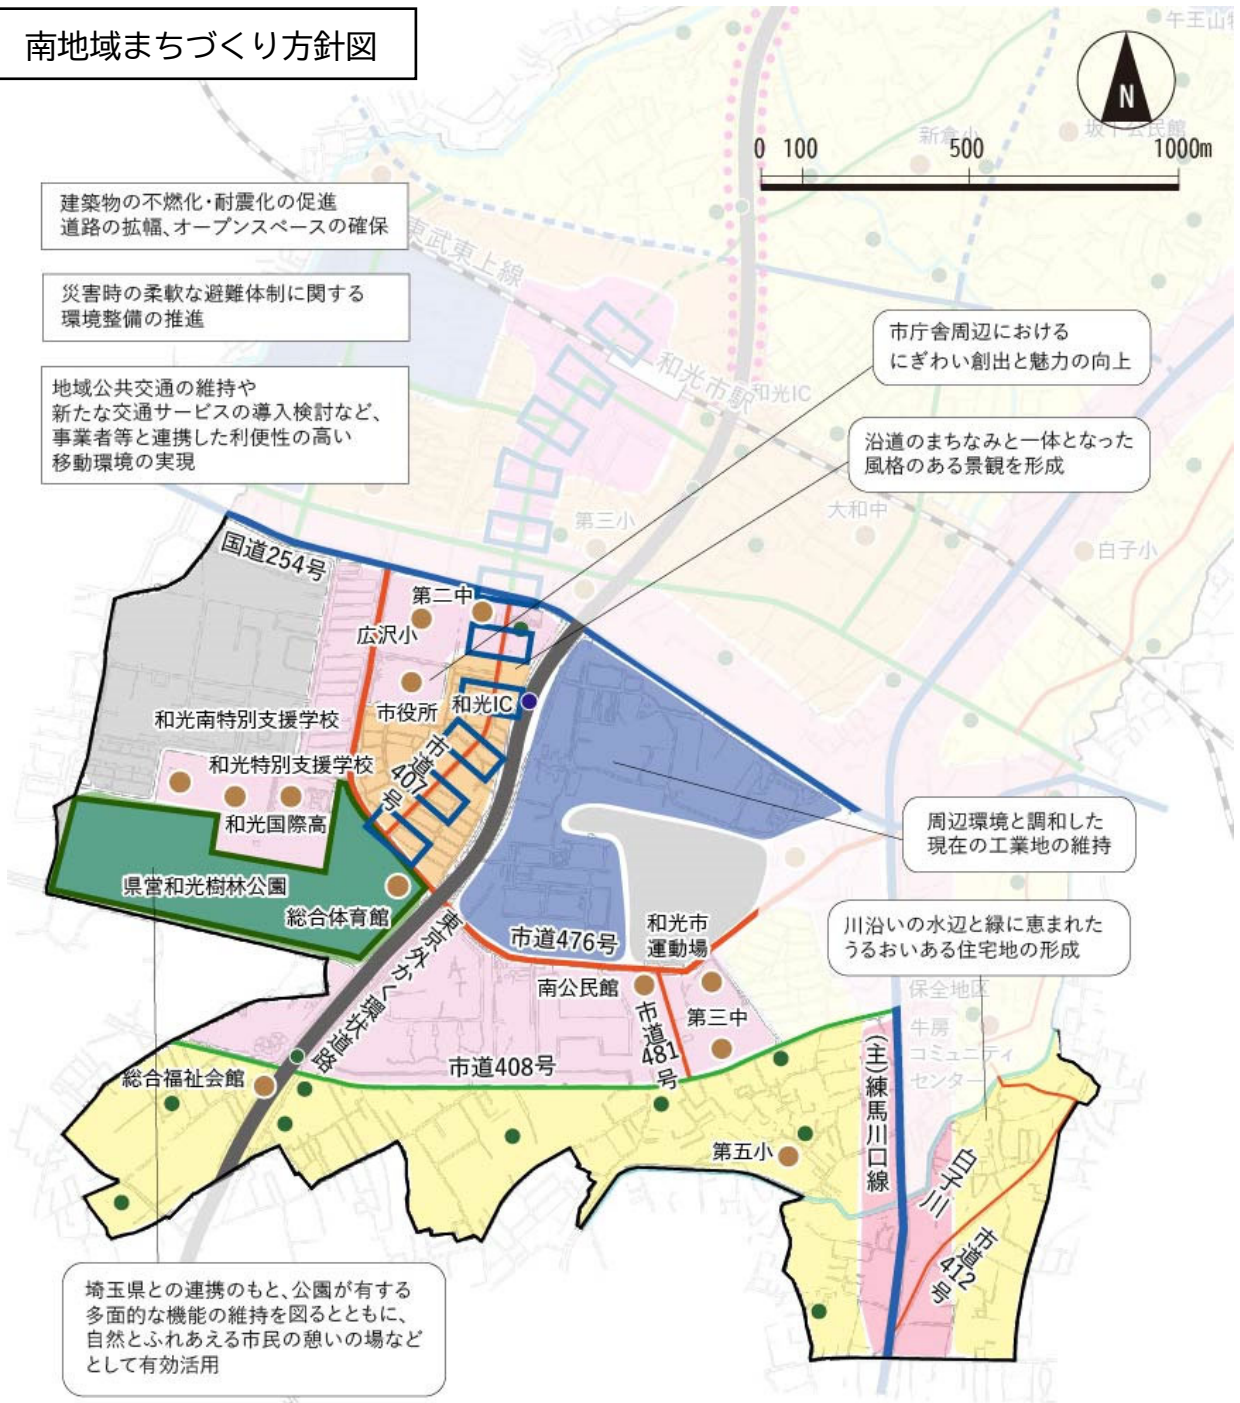 南地域まちづくり方針図
午王山
N
0 100 500 1000m
新倉小
坂下公民館
建築物の不燃化・耐震化の促進
道路の拡幅、オープンスペースの確保
東武東上線
災害時の柔軟な避難体制に関する
環境整備の推進
市庁舎周辺における
にぎわい創出と魅力の向上
和光市駅
和光IC
地域公共交通の維持や
新たな交通サービスの導入検討など、
事業者等と連携した利便性の高い
移動環境の実現
沿道のまちなみと一体となった
風格のある景観を形成
第三小
大和中
白子小
国道254号
第二中
広沢小
市役所
和光IC
和光南特別支援学校
市道407号
和光特別支援学校
和光国際高
周辺環境と調和した
現在の工業地の維持
県営和光樹林公園
総合体育館
東京外かく環状道路
市道476号
和光市
運動場
川沿いの水辺と緑に恵まれた
うるおいある住宅地の形成
南公民館
市道481号
第三中
保全地区
牛房
コミュニティ
センター
(主)練馬川口線
市道408号
総合福祉会館
第五小
白子川
市道412号
埼玉県との連携のもと、公園が有する
多面的な機能の維持を図るとともに、
自然とふれあえる市民の憩いの場など
として有効活用